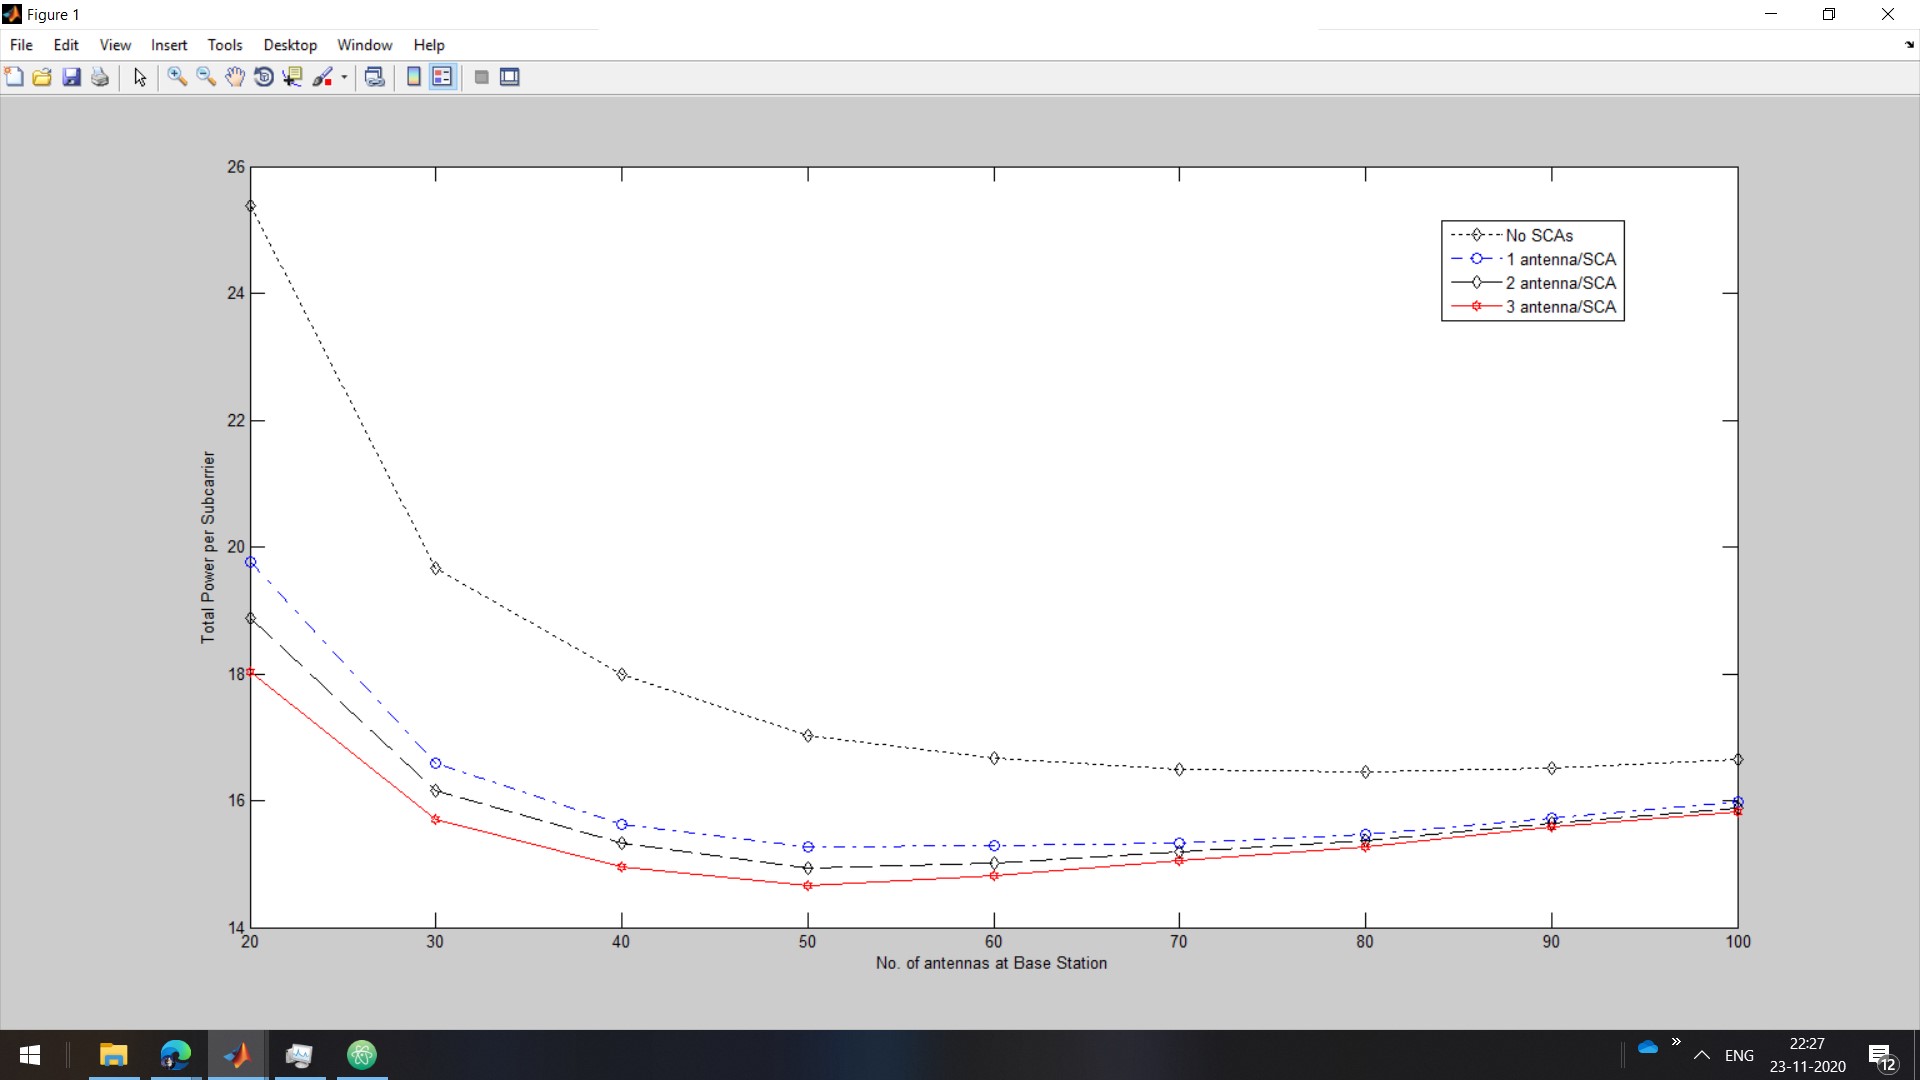 Figure 1
File Edit View Insert Tools Desktop Window Help
26
24
22
20
18
16
14
Total Power per Subcarrier
No SCAs
1 antenna/SCA
2 antenna/SCA
3 antenna/SCA
20 30 40 50 60 70 80 90 100
No. of antennas at Base Station
ENG
22:27
23-11-2020
12